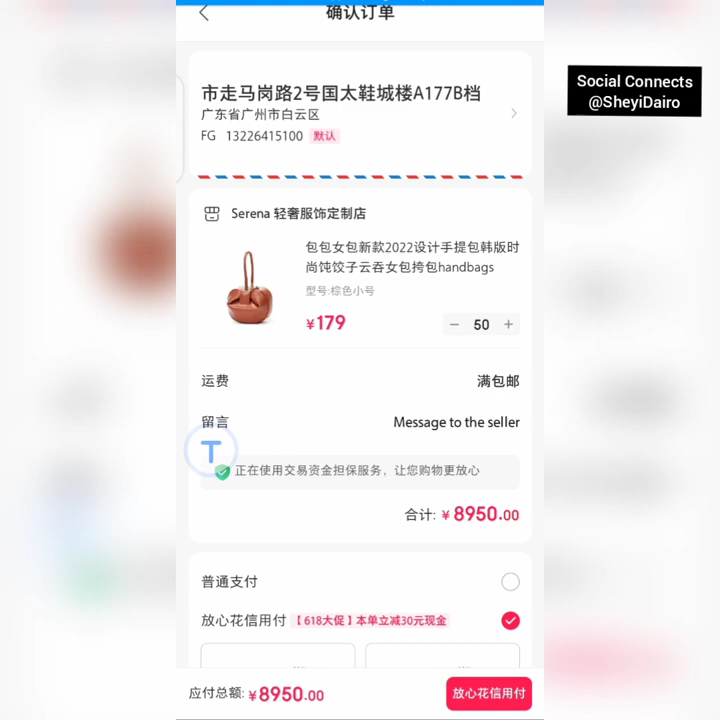 确认订单
Social Connects
@SheyiDairo
市走马岗路2号国太鞋城楼A177B档
广东省广州市白云区
FG 13226415100 默认
Serena 轻奢服饰定制店
包包女包新款2022设计手提包韩版时
尚饨饺子云吞女包挎包handbags
型号:棕色小号
¥179
− 50 +
运费 满包邮
留言 Message to the seller
T
正在使用交易资金担保服务，让您购物更放心
合计: ¥8950.00
普通支付
放心花信用付 【618大促】本单立减30元现金
应付总额: ¥8950.00 放心花信用付